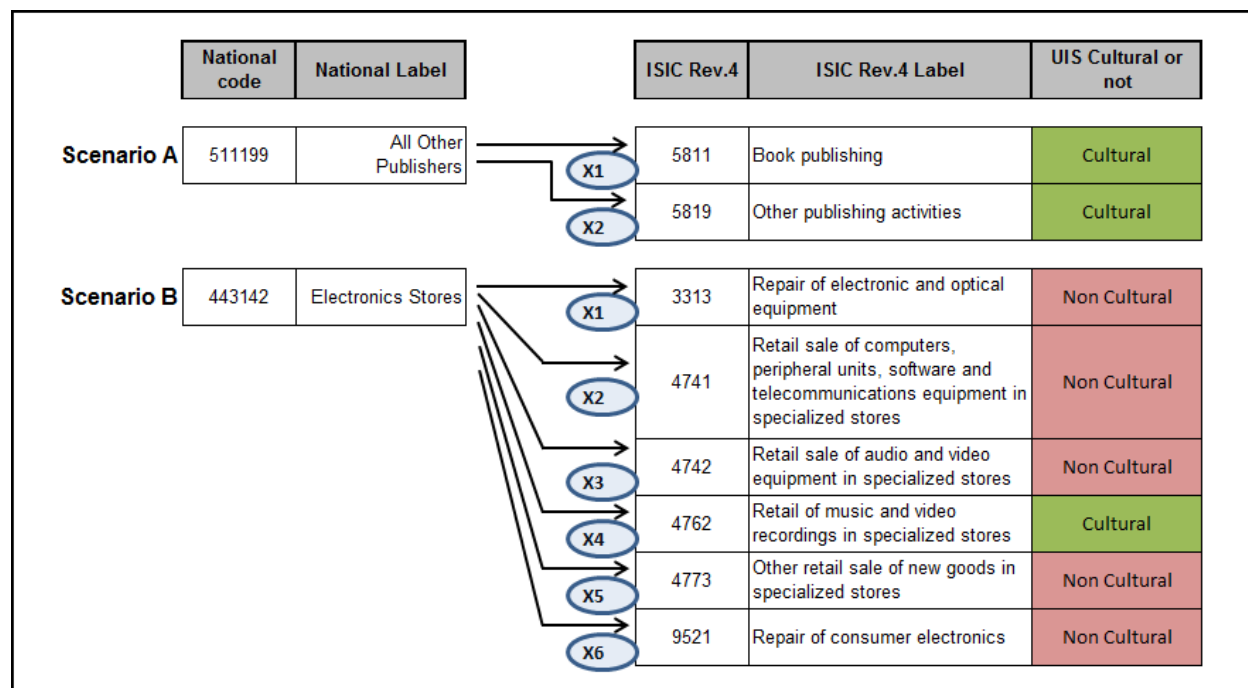 National code
National Label
ISIC Rev.4
ISIC Rev.4 Label
UIS Cultural or not
Scenario A
511199
All Other
Publishers
X1
5811
Book publishing
Cultural
X2
5819
Other publishing activities
Cultural
Scenario B
443142
Electronics Stores
X1
3313
Repair of electronic and optical
equipment
Non Cultural
X2
4741
Retail sale of computers,
peripheral units, software and
telecommunications equipment in
specialized stores
Non Cultural
X3
4742
Retail sale of audio and video
equipment in specialized stores
Non Cultural
X4
4762
Retail of music and video
recordings in specialized stores
Cultural
X5
4773
Other retail sale of new goods in
specialized stores
Non Cultural
X6
9521
Repair of consumer electronics
Non Cultural